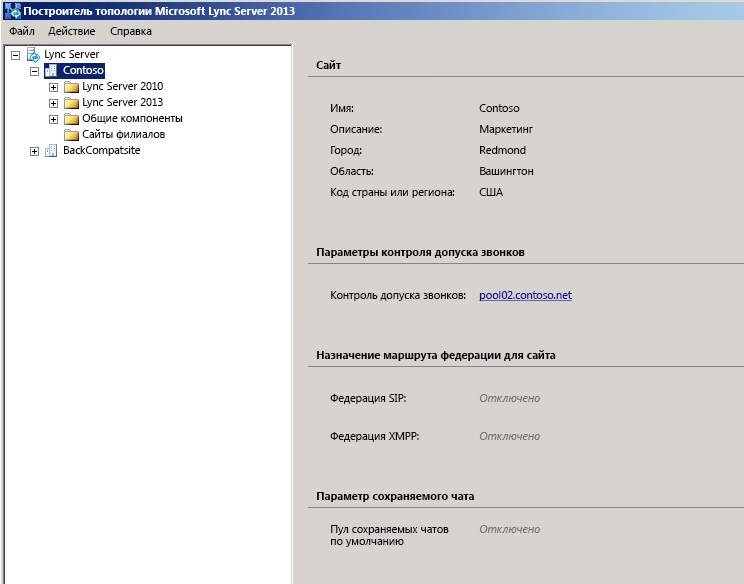 Построитель топологии Microsoft Lync Server 2013
Файл Действие Справка
Lync Server
Contoso
Lync Server 2010
Lync Server 2013
Общие компоненты
Сайты филиалов
BackCompatsite
Сайт
Имя: Contoso
Описание: Маркетинг
Город: Redmond
Область: Вашингтон
Код страны или региона: США
Параметры контроля допуска звонков
Контроль допуска звонков: pool02.contoso.net
Назначение маршрута федерации для сайта
Федерация SIP: Отключено
Федерация XMPP: Отключено
Параметр сохраняемого чата
Пул сохраняемых чатов Отключено
по умолчанию